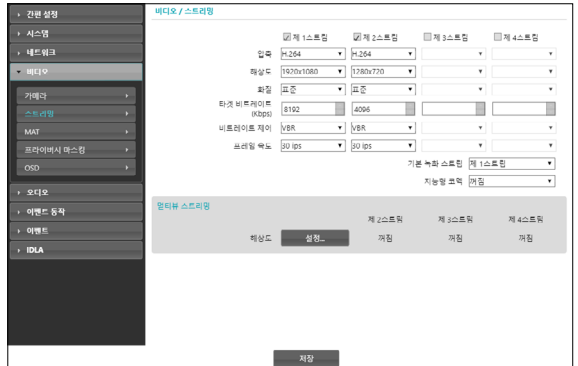 간편 설정
시스템
네트워크
비디오
카메라
스트리밍
MAT
프라이버시 마스킹
OSD
오디오
이벤트 동작
이벤트
IDLA
비디오 / 스트리밍
제 1스트림 제 2스트림 제 3스트림 제 4스트림
압축 H.264 H.264
해상도 1920x1080 1280x720
화질 표준 표준
타겟 비트레이트
(Kbps) 8192 4096
비트레이트 제어 VBR VBR
프레임 속도 30 ips 30 ips
기본 녹화 스트림 제 1스트림
지능형 코덱 꺼짐
멀티뷰 스트리밍
제 2스트림 제 3스트림 제 4스트림
해상도 설정... 꺼짐 꺼짐 꺼짐
저장